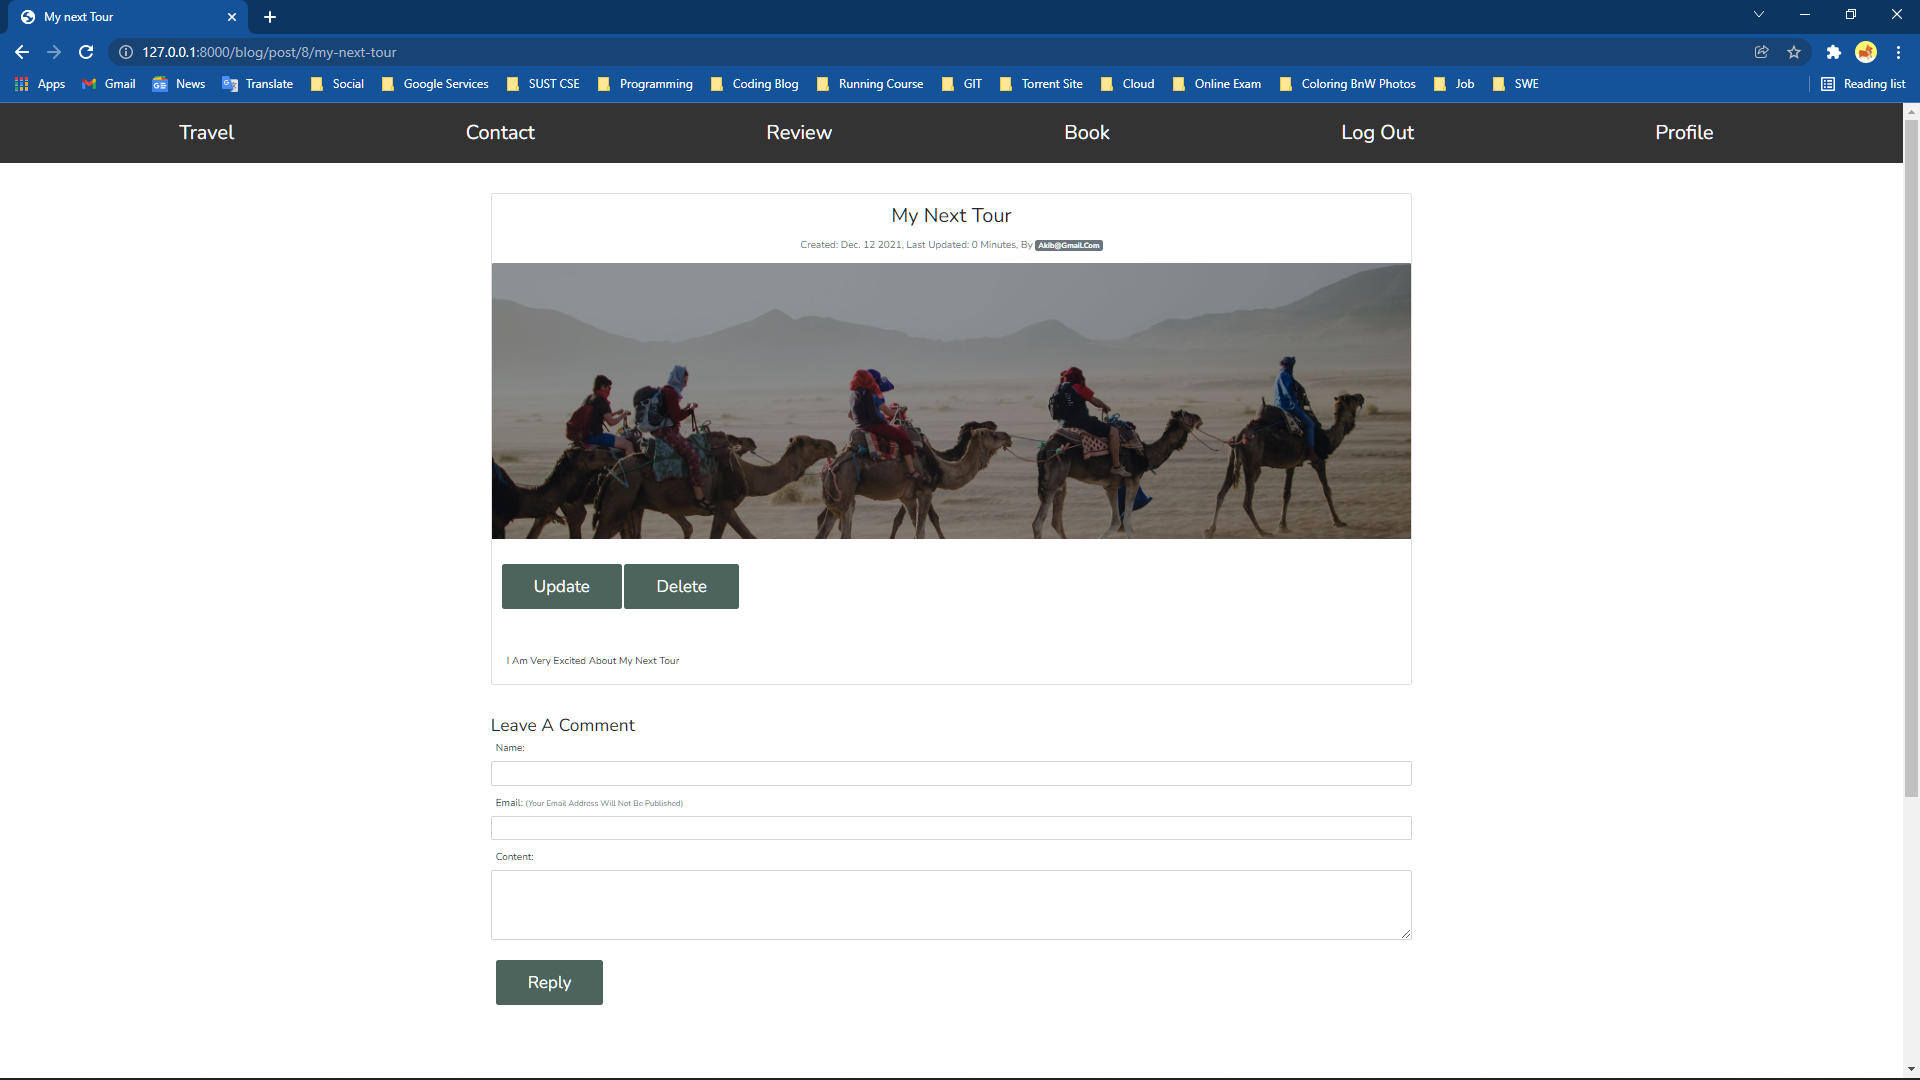 My next Tour
127.0.0.1:8000/blog/post/8/my-next-tour
Apps Gmail News Translate Social Google Services SUST CSE Programming Coding Blog Running Course GIT Torrent Site Cloud Online Exam Coloring BnW Photos Job SWE Reading list
Travel Contact Review Book Log Out Profile
My Next Tour
Created: Dec. 12 2021, Last Updated: 0 Minutes, By Akib@Gmail.Com
Update Delete
I Am Very Excited About My Next Tour
Leave A Comment
Name:
Email: (Your Email Address Will Not Be Published)
Content:
Reply